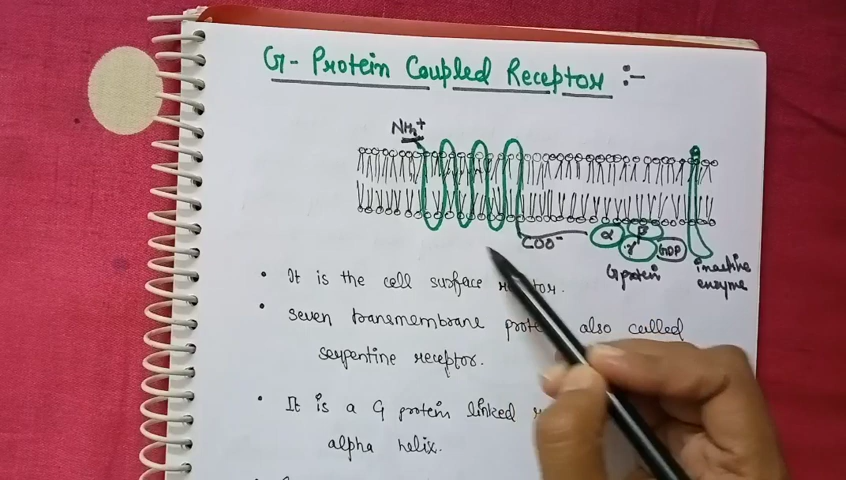 G- Protein Coupled Receptor :-
NH3+
COO-
α
β
γ
GDP
G protein
inactive
enzyme
• It is the cell surface
• seven transmembrane also called
serpentine receptor.
• It is a G protein linked
alpha helix.